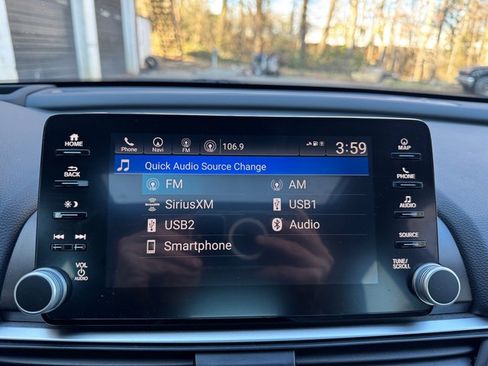 HOME
BACK
VOL
AUDIO
Phone
Navi
FM
106.9
3:59
Quick Audio Source Change
FM
AM
SiriusXM
USB1
USB2
Audio
Smartphone
MAP
PHONE
AUDIO
SOURCE
TUNE/
SCROLL